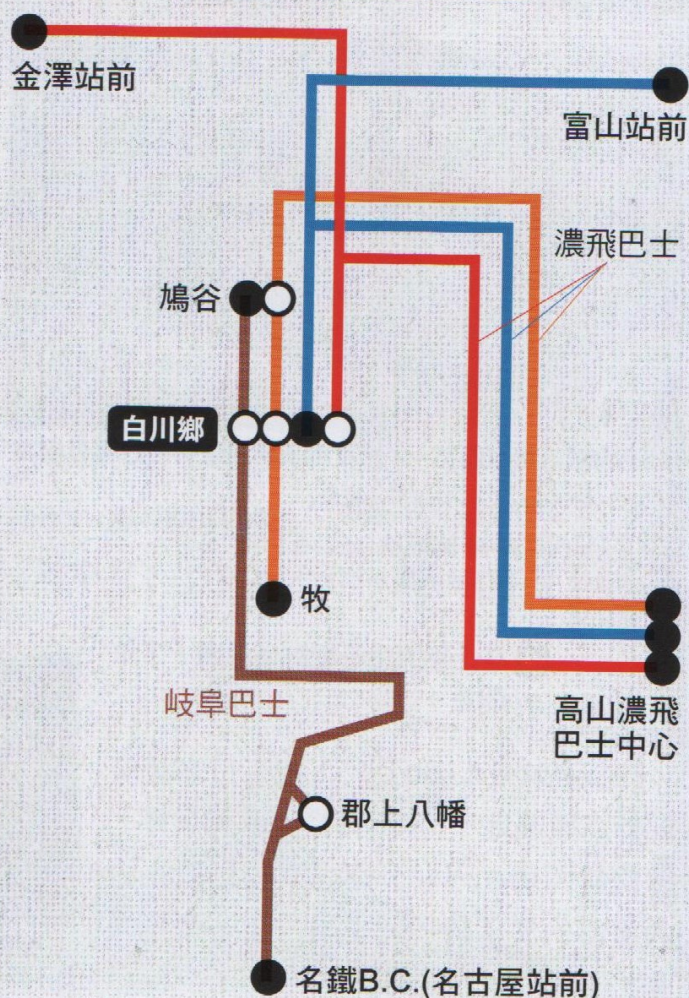 金澤站前
富山站前
濃飛巴士
鳩谷
白川鄉
牧
岐阜巴士
高山濃飛
巴士中心
郡上八幡
名鐵B.C.(名古屋站前)